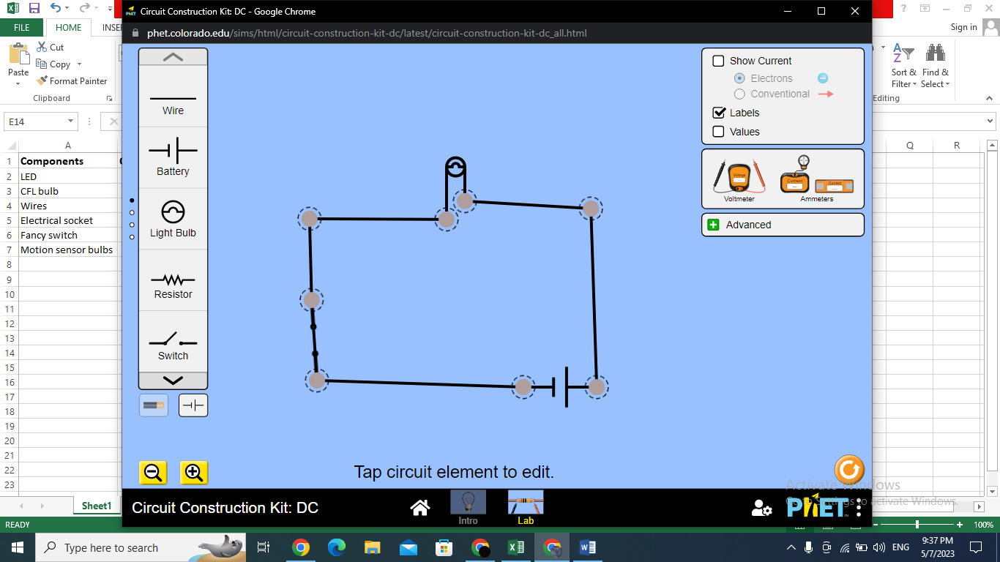 Circuit Construction Kit: DC - Google Chrome
phet.colorado.edu/sims/html/circuit-construction-kit-dc/latest/circuit-construction-kit-dc_all.html
FILE
HOME
Sign in
Paste
Cut
Copy
Format Painter
Clipboard
Sort &
Filter
Find &
Select
Editing
E14
A
Q
R
1 Components
2 LED
3 CFL bulb
4 Wires
5 Electrical socket
6 Fancy switch
7 Motion sensor bulbs
8
9
10
11
12
13
14
15
16
17
18
19
20
21
22
23
Wire
Battery
Light Bulb
Resistor
Switch
Show Current
Electrons
Conventional
Labels
Values
Voltage
Voltmeter
Current
Current
Ammeters
Advanced
Tap circuit element to edit.
Activate Windows
Go to Settings to activate Windows.
Circuit Construction Kit: DC
Intro
Lab
PhET
Sheet1
READY
100%
Type here to search
ENG
9:37 PM
5/7/2023